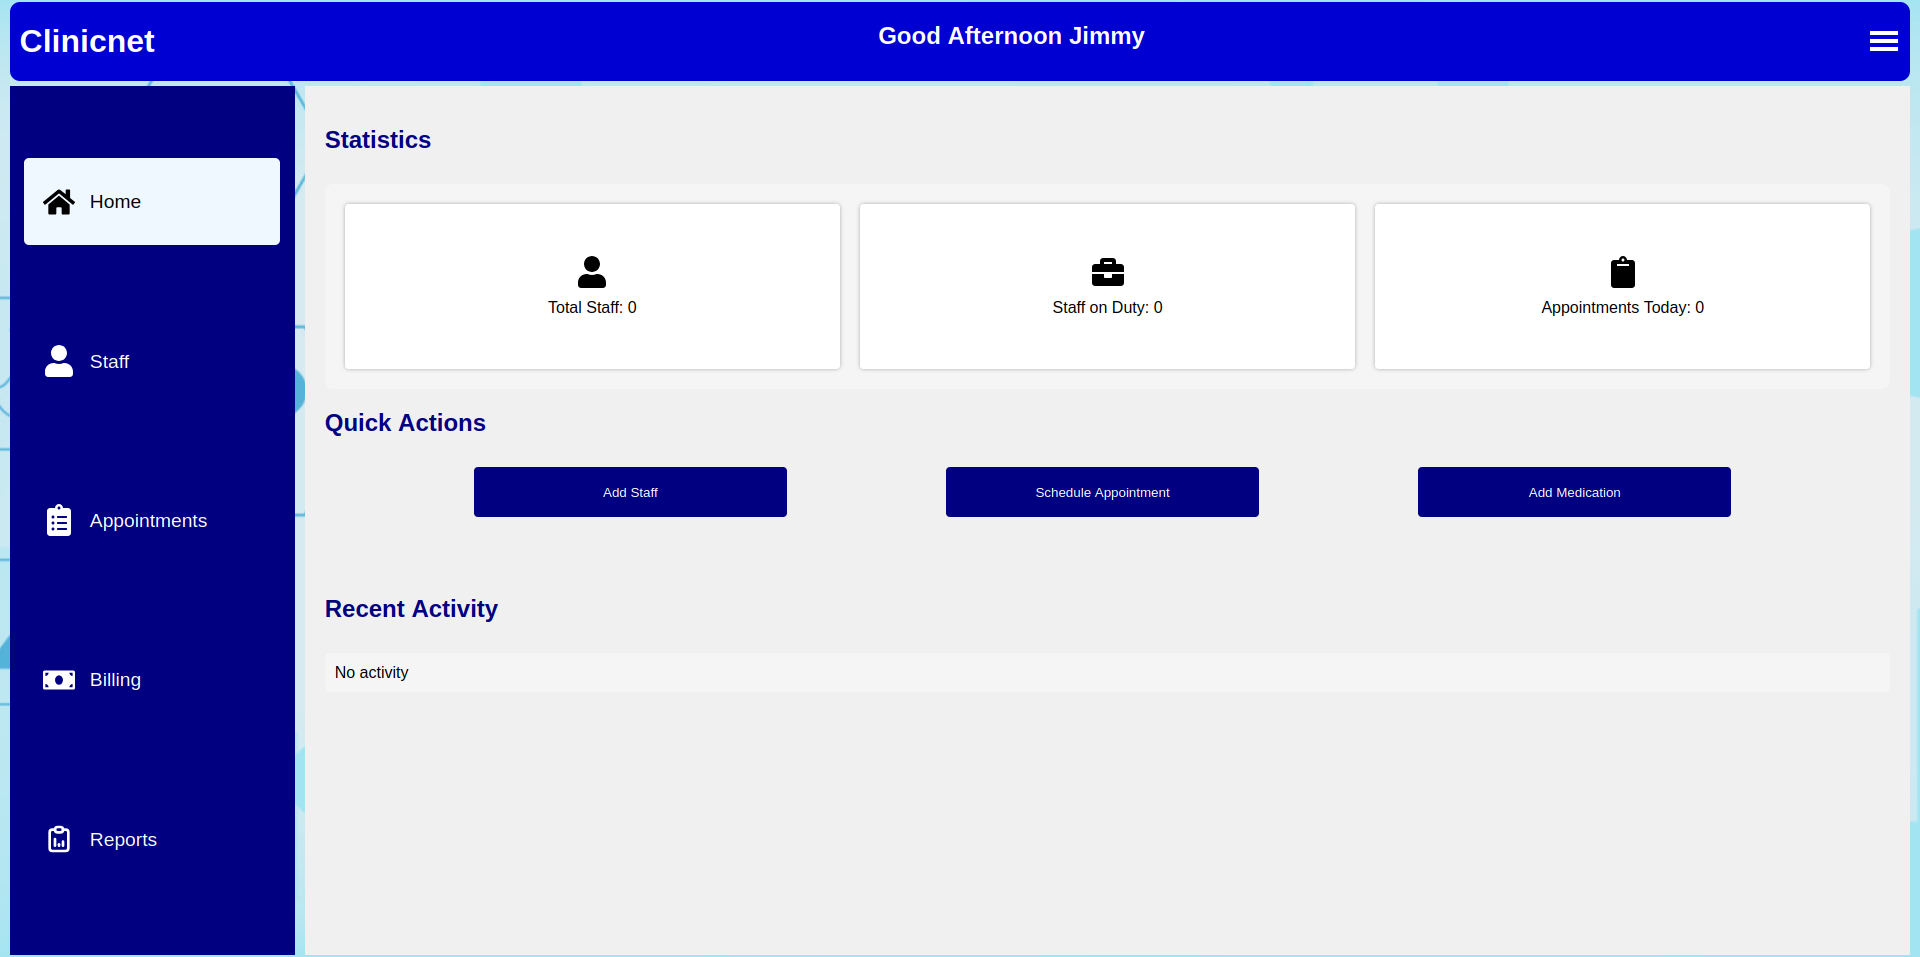 Clinicnet
Good Afternoon Jimmy
Home
Staff
Appointments
Billing
Reports
Statistics
Total Staff: 0
Staff on Duty: 0
Appointments Today: 0
Quick Actions
Add Staff
Schedule Appointment
Add Medication
Recent Activity
No activity